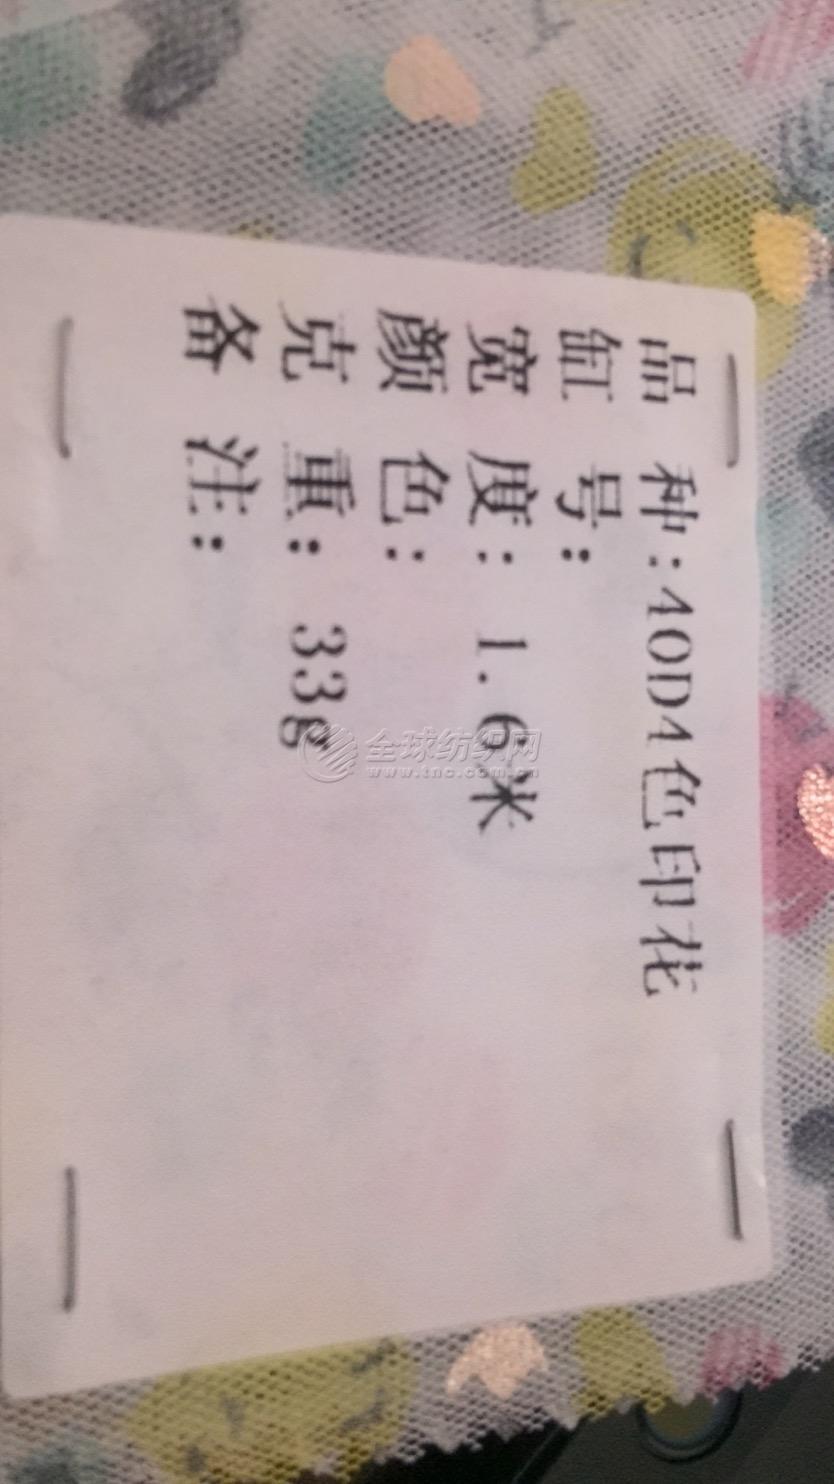 品 种:40D4色印花
缸 号:
宽 度: 1.6米
颜 色:
克 重: 33g
备 注:
全球纺织网
www.tnc.com.cn